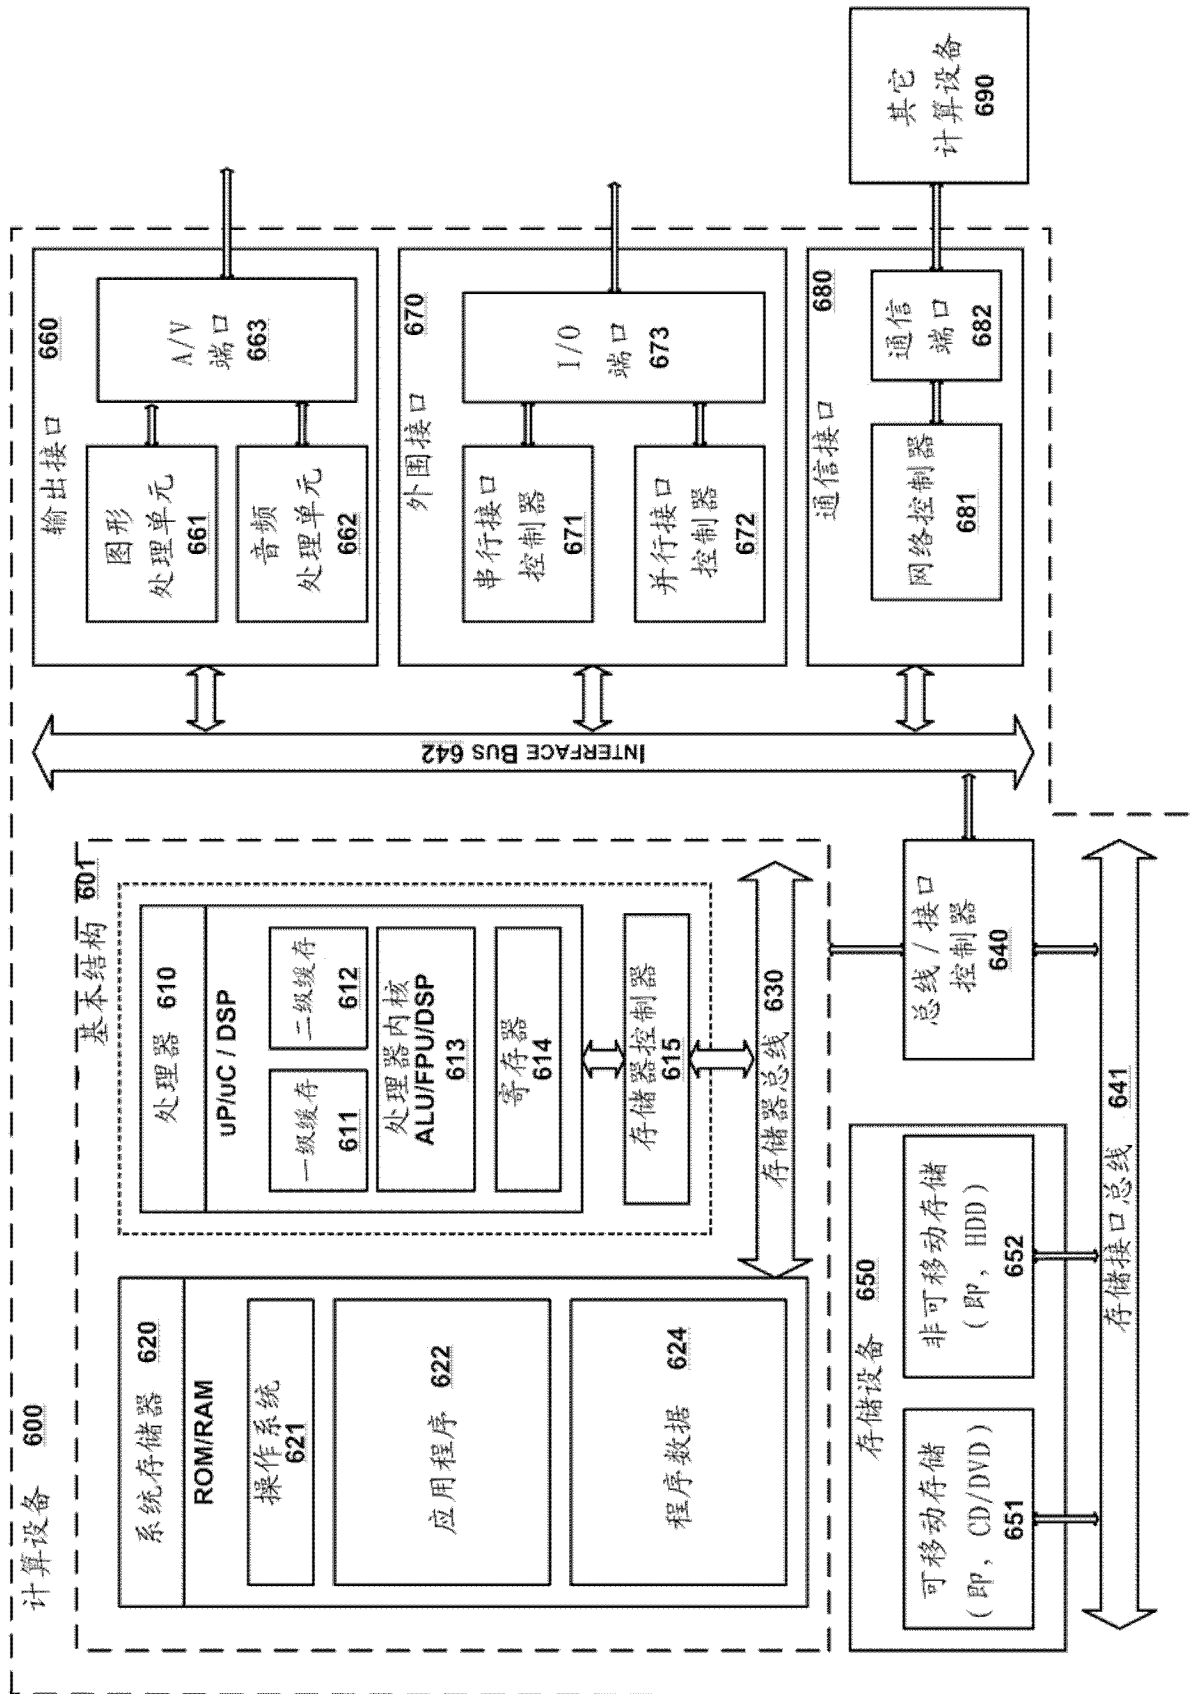 计算设备 600
基本结构 601
系统存储器 620
ROM/RAM
操作系统
621
应用程序 622
程序数据 624
处理器 610
uP/uC / DSP
一级缓存
611
二级缓存
612
处理器内核
ALU/FPU/DSP
613
寄存器
614
存储器控制器
615
存储器总线 630
INTERFACE BUS 642
输出接口 660
图形
处理单元
661
音频
处理单元
662
A/V
端口
663
外围接口 670
串行接口
控制器
671
并行接口
控制器
672
I/O
端口
673
通信接口 680
网络控制器
681
通信
端口
682
其它
计算设备
690
总线/接口
控制器
640
存储设备 650
可移动存储
(即, CD/DVD)
651
非可移动存储
(即, HDD)
652
存储接口总线 641